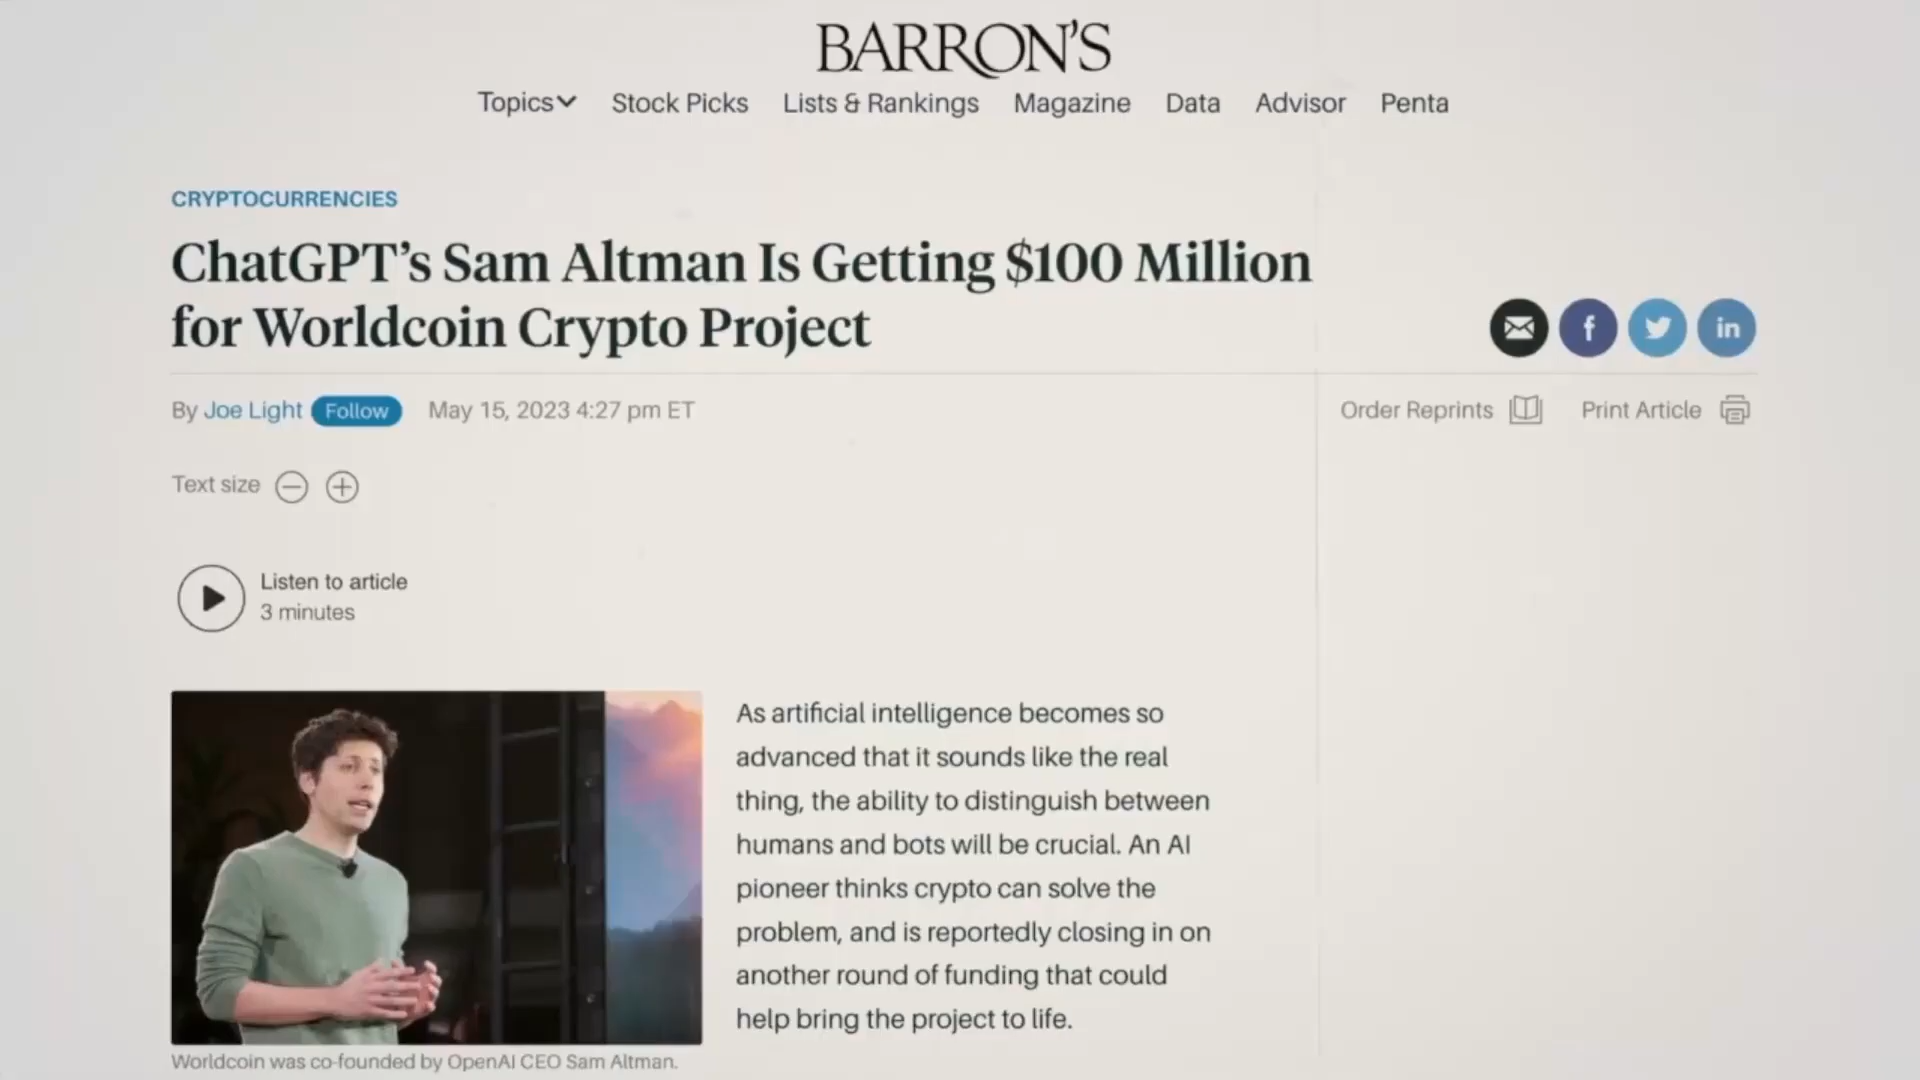 BARRON'S
Topics Stock Picks Lists & Rankings Magazine Data Advisor Penta
CRYPTOCURRENCIES
ChatGPT’s Sam Altman Is Getting $100 Million
for Worldcoin Crypto Project
f in
By Joe Light Follow May 15, 2023 4:27 pm ET Order Reprints Print Article
Text size
Listen to article
3 minutes
As artificial intelligence becomes so
advanced that it sounds like the real
thing, the ability to distinguish between
humans and bots will be crucial. An AI
pioneer thinks crypto can solve the
problem, and is reportedly closing in on
another round of funding that could
help bring the project to life.
Worldcoin was co-founded by OpenAI CEO Sam Altman.